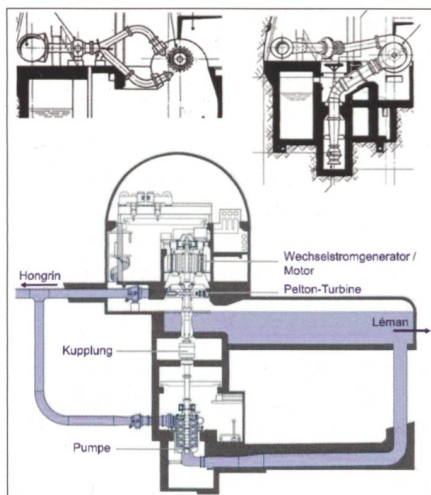 Wechselstromgenerator /
Motor
Hongrin
Pelton-Turbine
Léman
Kupplung
Pumpe